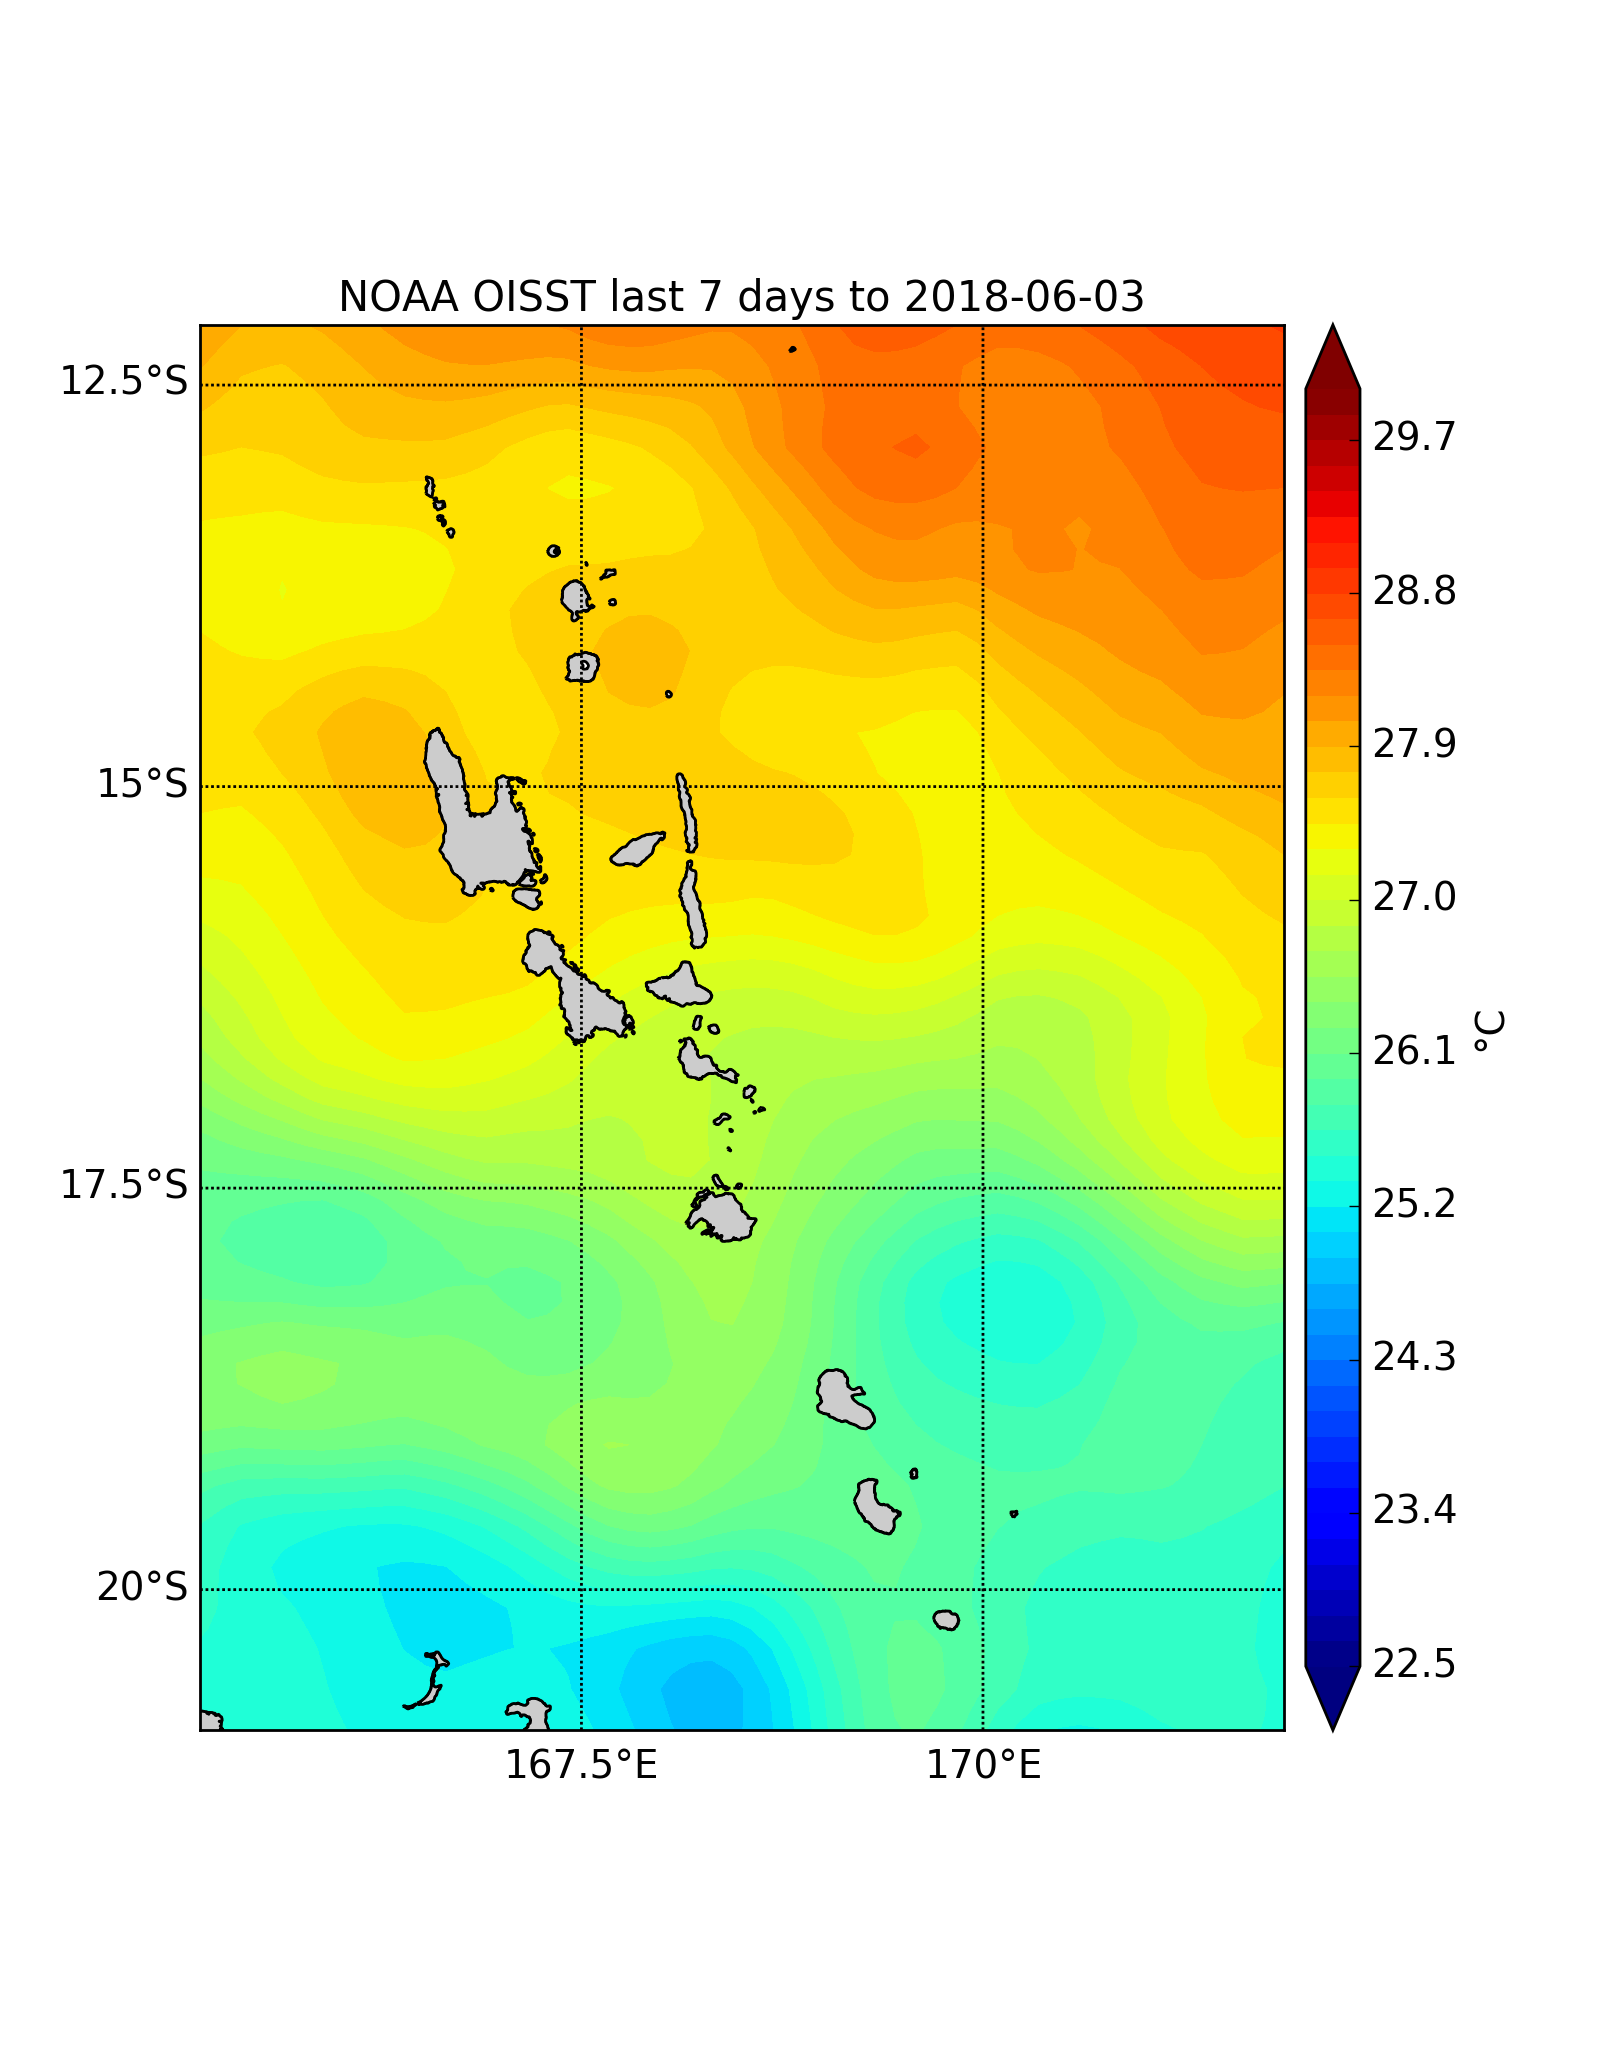 NOAA OISST last 7 days to 2018-06-03
12.5°S
15°S
17.5°S
20°S
167.5°E
170°E
29.7
28.8
27.9
27.0
26.1
25.2
24.3
23.4
22.5
°C